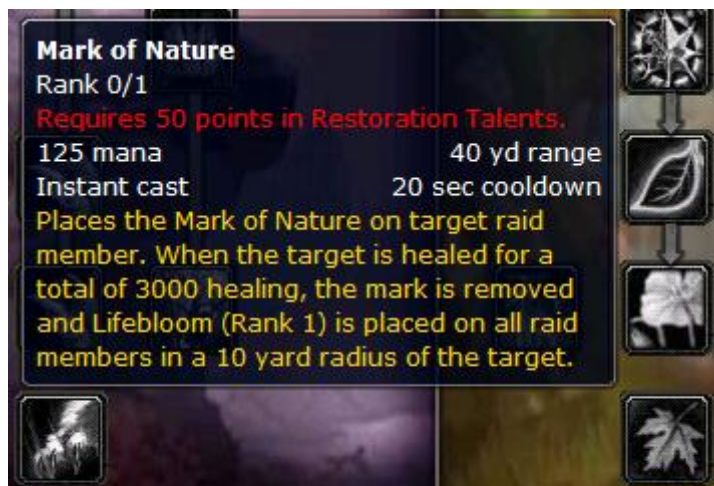 Mark of Nature
Rank 0/1
Requires 50 points in Restoration Talents.
125 mana 40 yd range
Instant cast 20 sec cooldown
Places the Mark of Nature on target raid
member. When the target is healed for a
total of 3000 healing, the mark is removed
and Lifebloom (Rank 1) is placed on all raid
members in a 10 yard radius of the target.